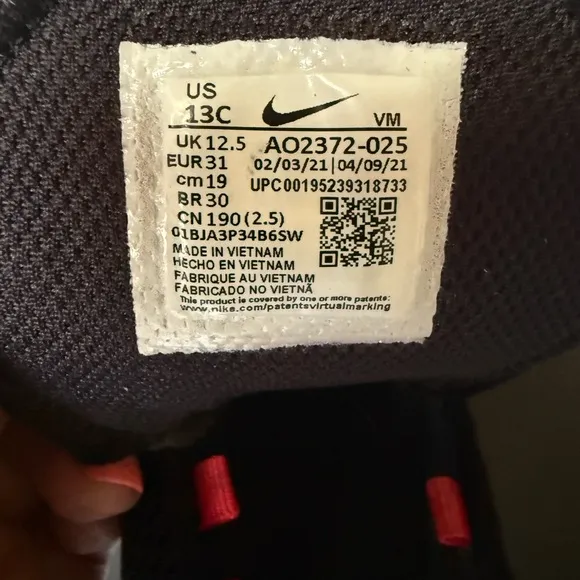 US
13C
VM
UK 12.5 AO2372-025
EUR 31 02/03/21 | 04/09/21
cm 19 UPC00195239318733
BR 30
CN 190 (2.5)
01BJA3P34B6SW
MADE IN VIETNAM
HECHO EN VIETNAM
FABRIQUE AU VIETNAM
FABRICADO NO VIETNÃ
This product is covered by one or more patents:
www.nike.com/patentsvirtualmarking